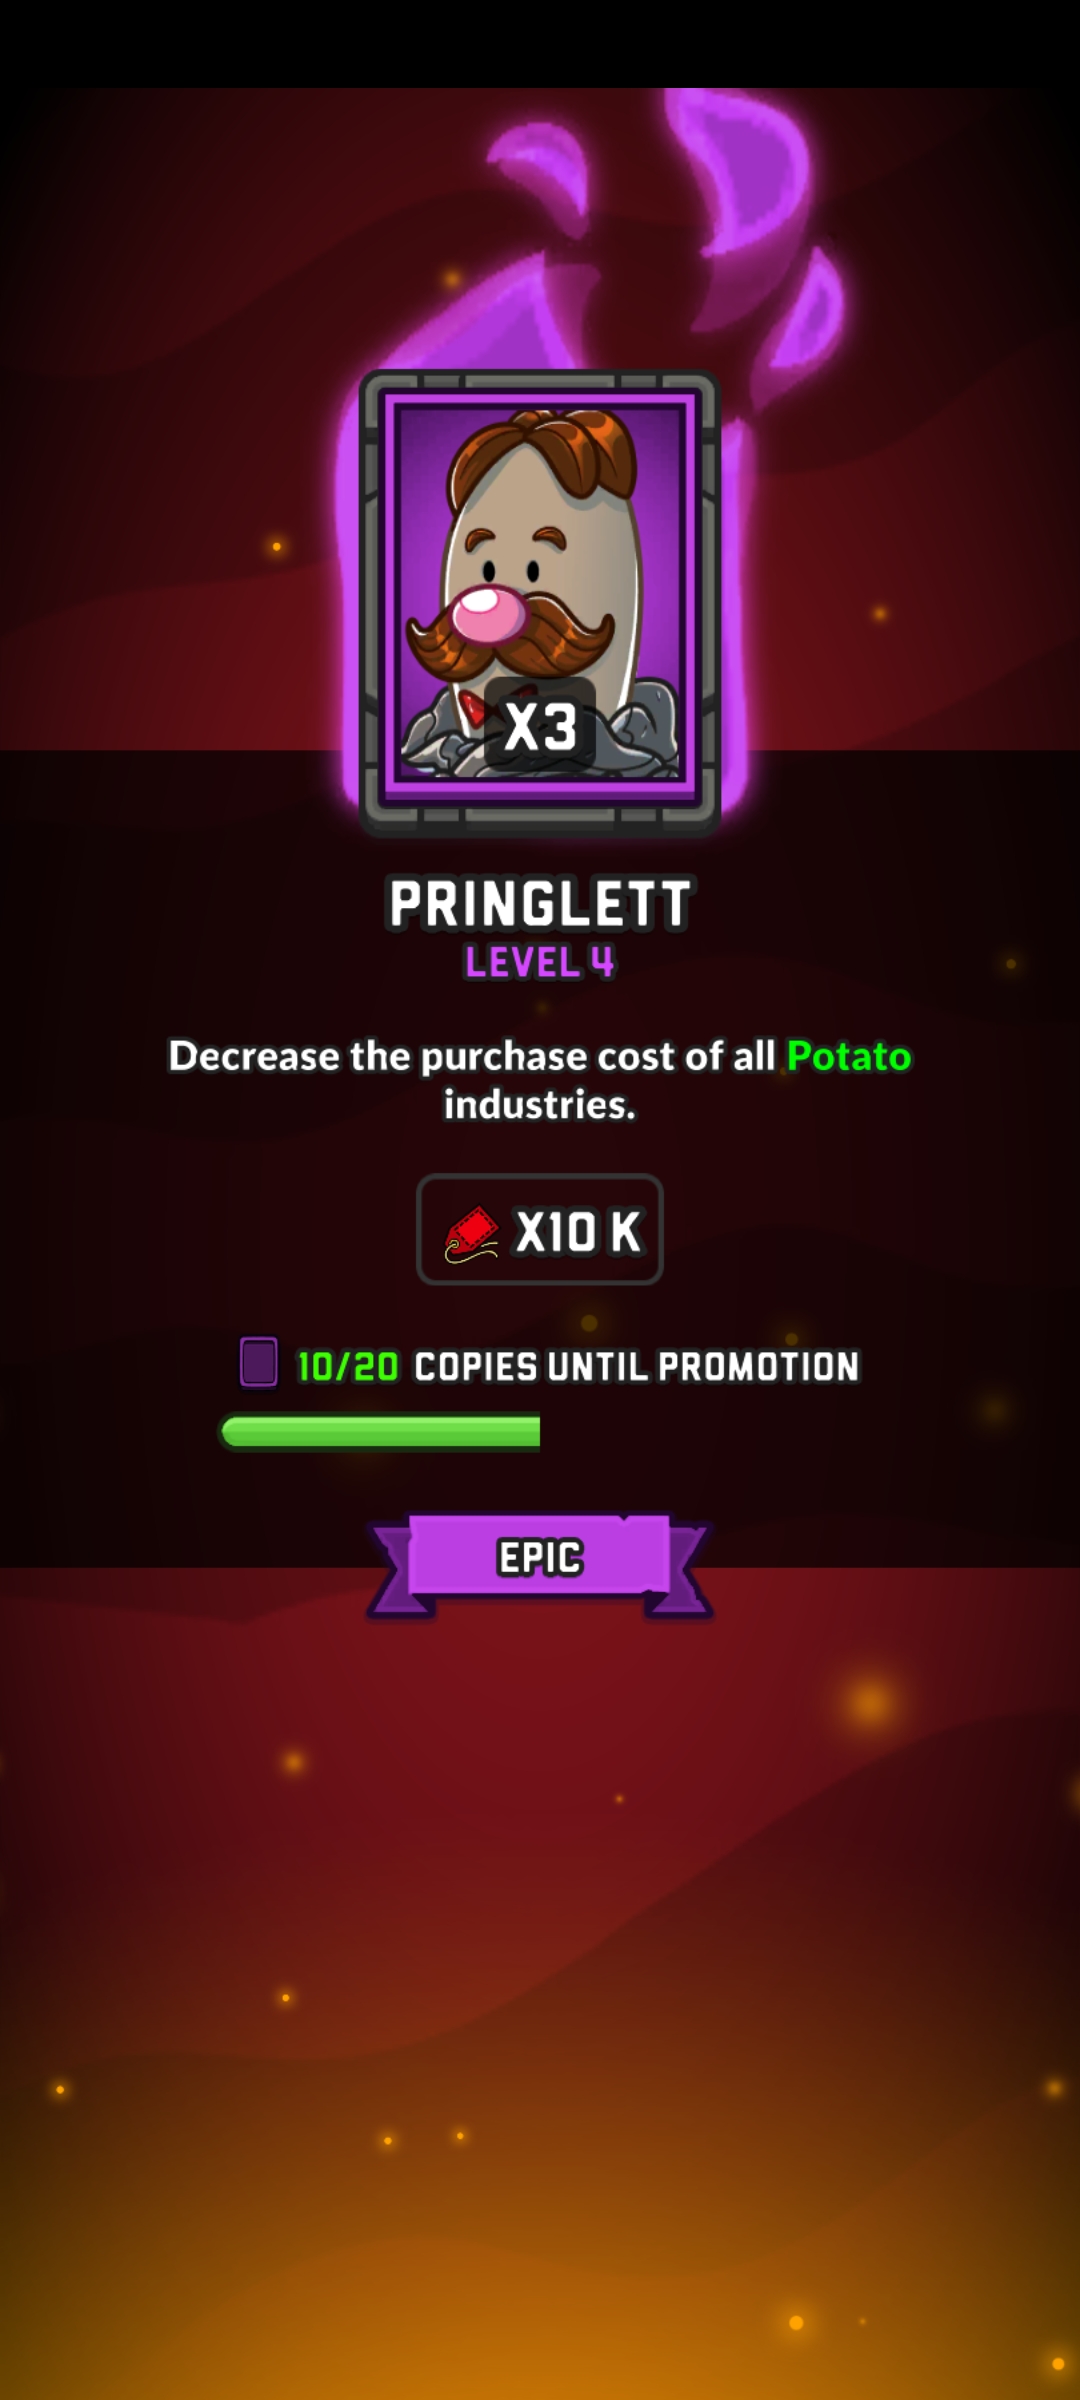 X3
PRINGLETT
LEVEL 4
Decrease the purchase cost of all Potato
industries.
X10 K
10/20 COPIES UNTIL PROMOTION
EPIC